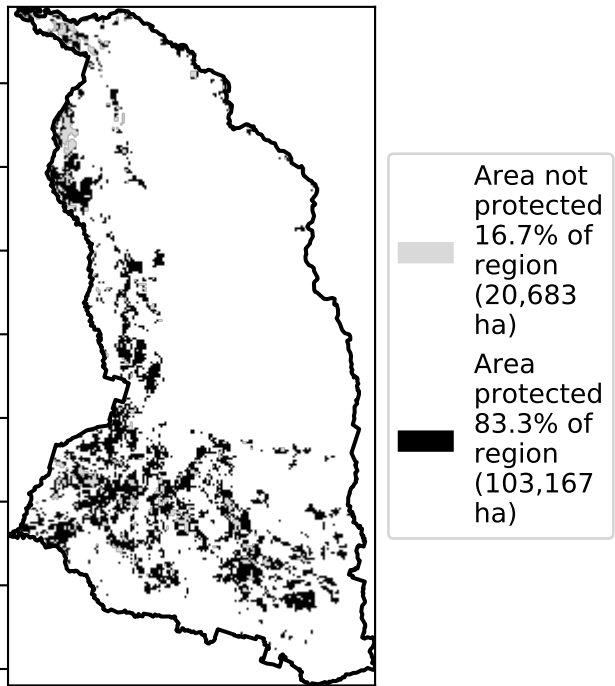 Area not
protected
16.7% of
region
(20,683
ha)
Area
protected
83.3% of
region
(103,167
ha)